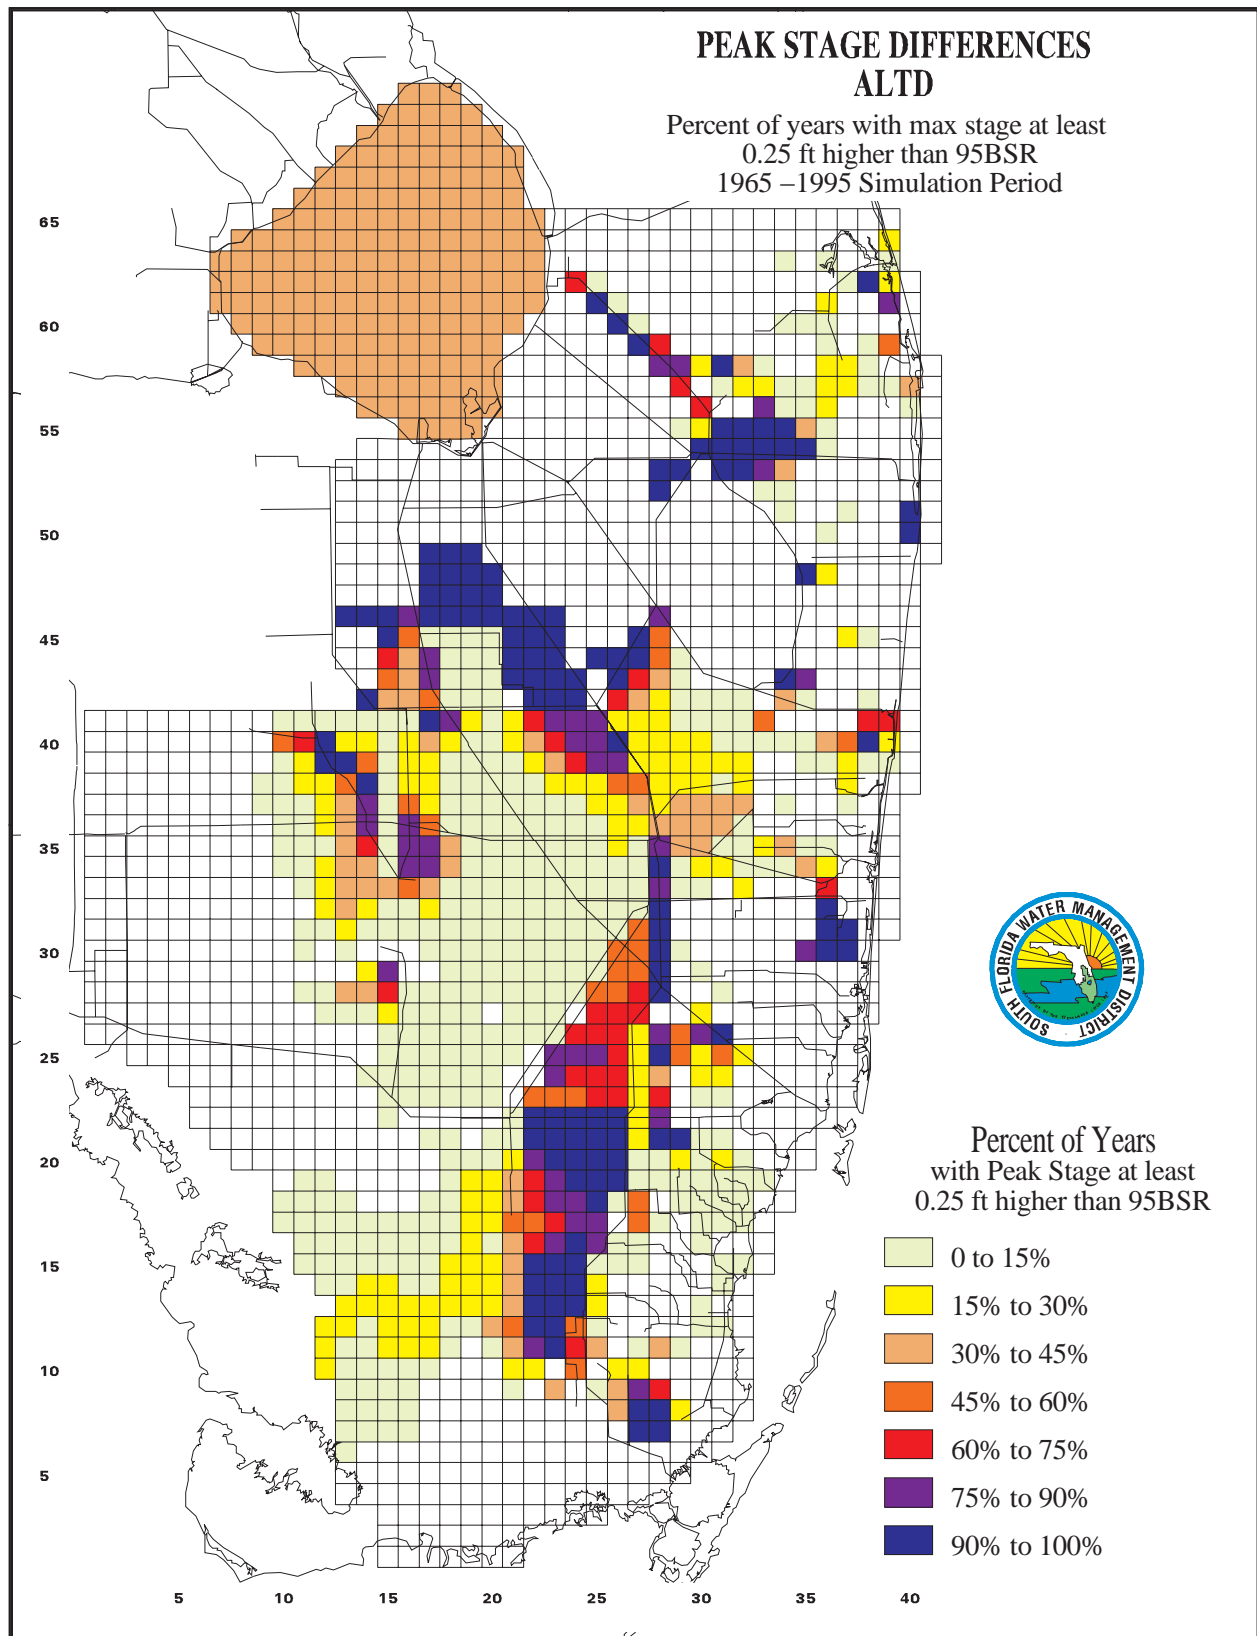 PEAK STAGE DIFFERENCES
ALTD
Percent of years with max stage at least
0.25 ft higher than 95BSR
1965 –1995 Simulation Period
65
60
55
50
45
40
35
30
25
20
15
10
5
SOUTH FLORIDA WATER MANAGEMENT DISTRICT
Percent of Years
with Peak Stage at least
0.25 ft higher than 95BSR
0 to 15%
15% to 30%
30% to 45%
45% to 60%
60% to 75%
75% to 90%
90% to 100%
5 10 15 20 25 30 35 40